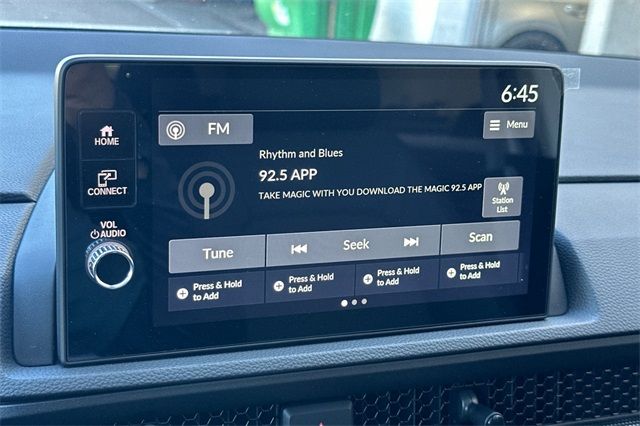 6:45
FM
Menu
HOME
Rhythm and Blues
92.5 APP
TAKE MAGIC WITH YOU DOWNLOAD THE MAGIC 92.5 APP
CONNECT
Station
List
VOL
AUDIO
Tune
Seek
Scan
Press & Hold
to Add
Press & Hold
to Add
Press & Hold
to Add
Press & Hold
to Add